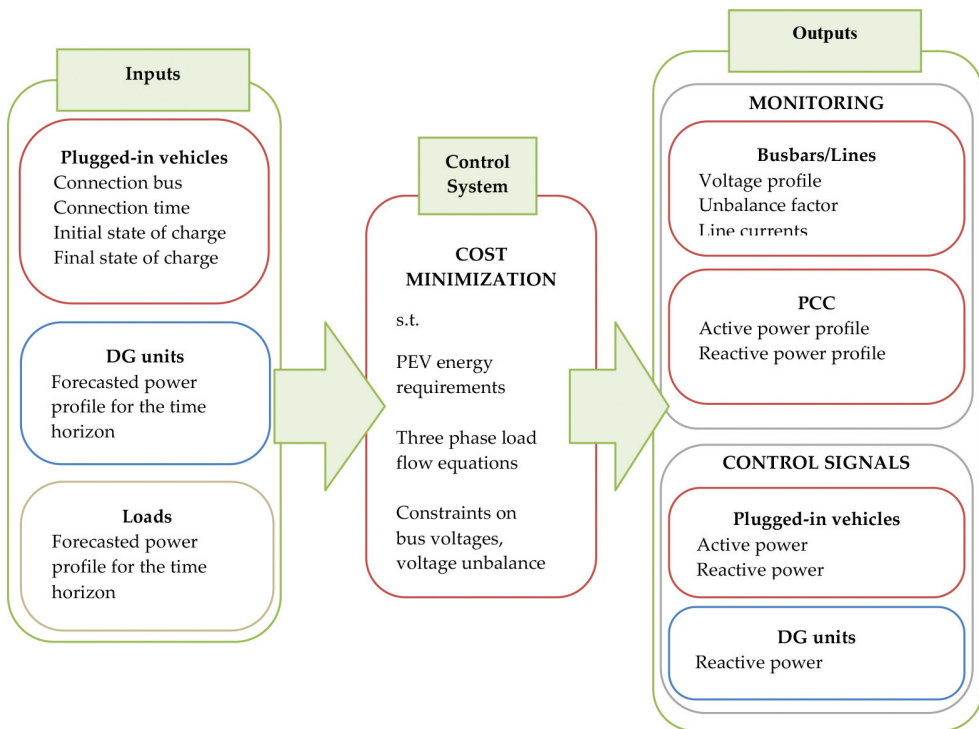 Inputs
Plugged-in vehicles
Connection bus
Connection time
Initial state of charge
Final state of charge
DG units
Forecasted power
profile for the time
horizon
Loads
Forecasted power
profile for the time
horizon
Control
System
COST
MINIMIZATION
s.t.
PEV energy
requirements
Three phase load
flow equations
Constraints on
bus voltages,
voltage unbalance
Outputs
MONITORING
Busbars/Lines
Voltage profile
Unbalance factor
Line currents
PCC
Active power profile
Reactive power profile
CONTROL SIGNALS
Plugged-in vehicles
Active power
Reactive power
DG units
Reactive power